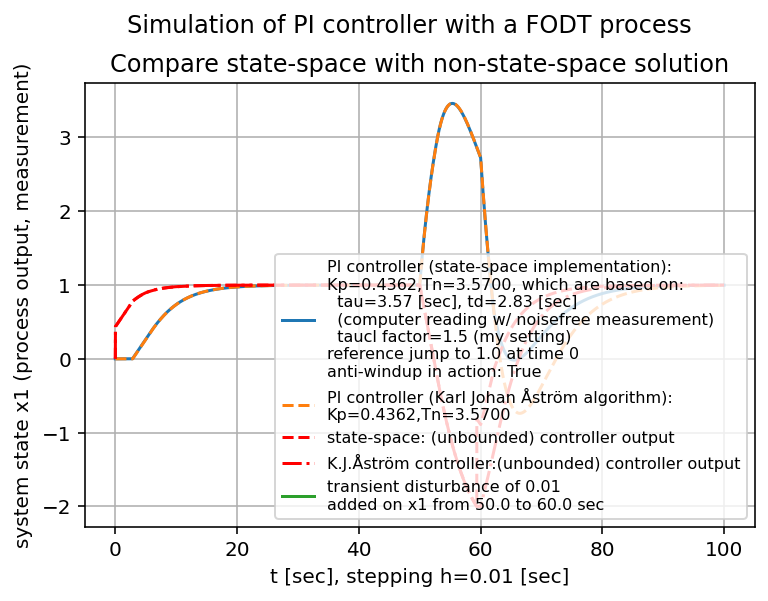 Simulation of PI controller with a FODT process
Compare state-space with non-state-space solution
system state x1 (process output, measurement)
3
2
1
0
−1
−2
PI controller (state-space implementation):
Kp=0.4362,Tn=3.5700, which are based on:
tau=3.57 [sec], td=2.83 [sec]
(computer reading w/ noisefree measurement)
taucl factor=1.5 (my setting)
reference jump to 1.0 at time 0
anti-windup in action: True
PI controller (Karl Johan Åström algorithm):
Kp=0.4362,Tn=3.5700
state-space: (unbounded) controller output
K.J.Åström controller:(unbounded) controller output
transient disturbance of 0.01
added on x1 from 50.0 to 60.0 sec
0 20 40 60 80 100
t [sec], stepping h=0.01 [sec]